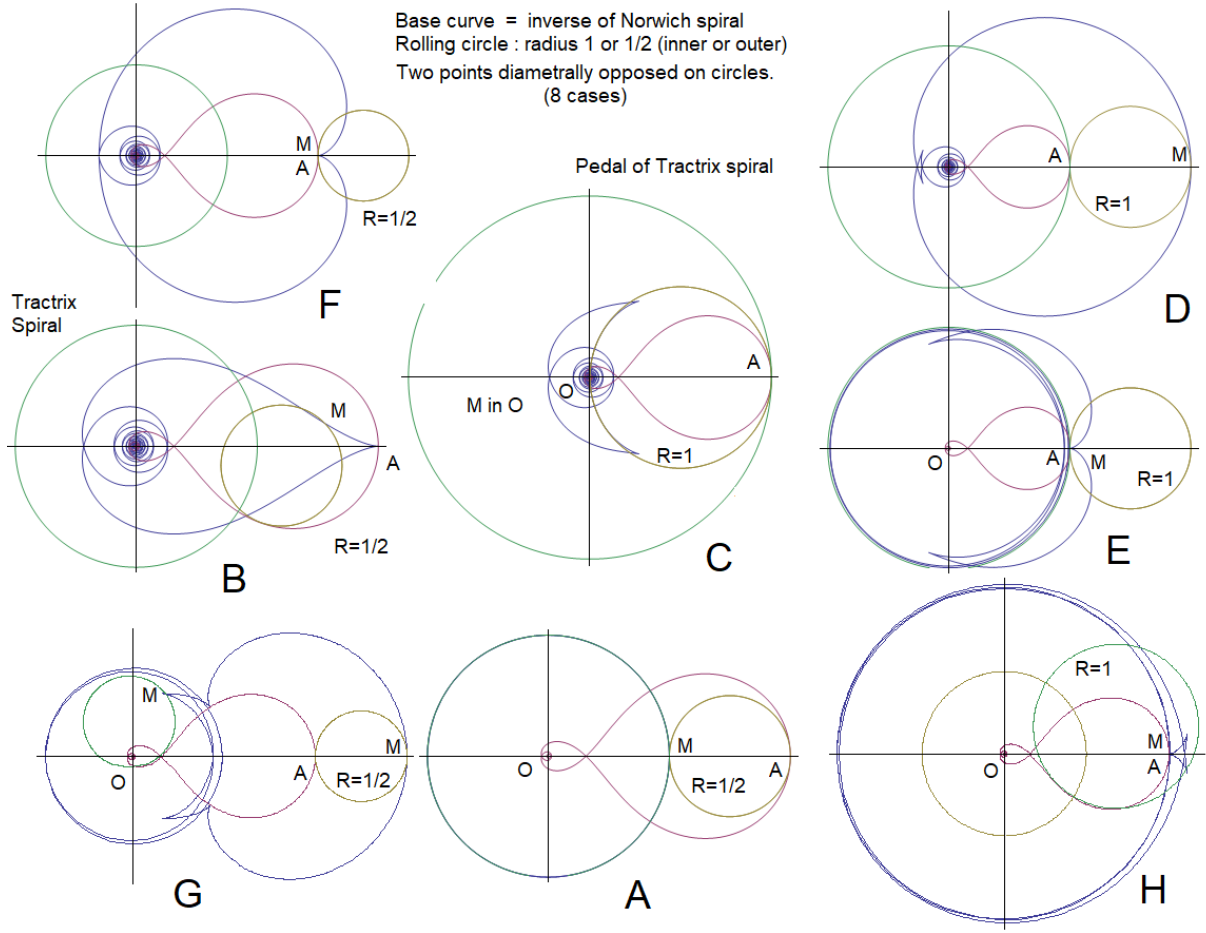 Base curve = inverse of Norwich spiral
Rolling circle : radius 1 or 1/2 (inner or outer)
Two points diametrally opposed on circles.
(8 cases)
M
A
R=1/2
F
Pedal of Tractrix spiral
O
A
M in O
R=1
C
A
M
R=1
D
Tractrix
Spiral
M
A
R=1/2
B
O
A
M
R=1
E
M
O
A
M
R=1/2
G
O
M
A
R=1/2
A
R=1
O
M
A
H